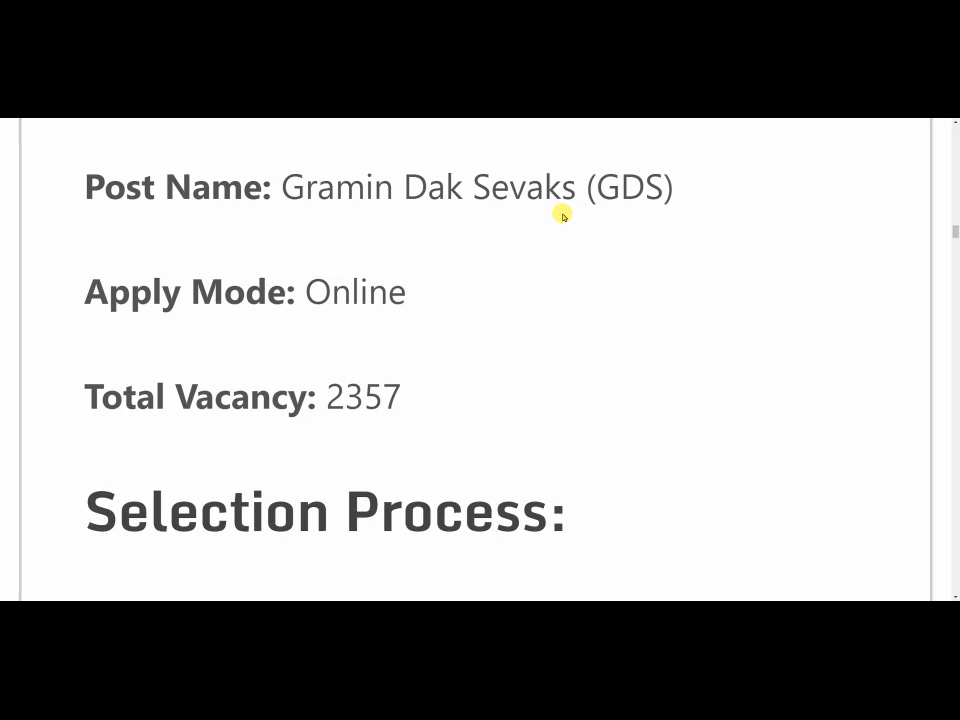 Post Name: Gramin Dak Sevaks (GDS)
Apply Mode: Online
Total Vacancy: 2357
Selection Process: